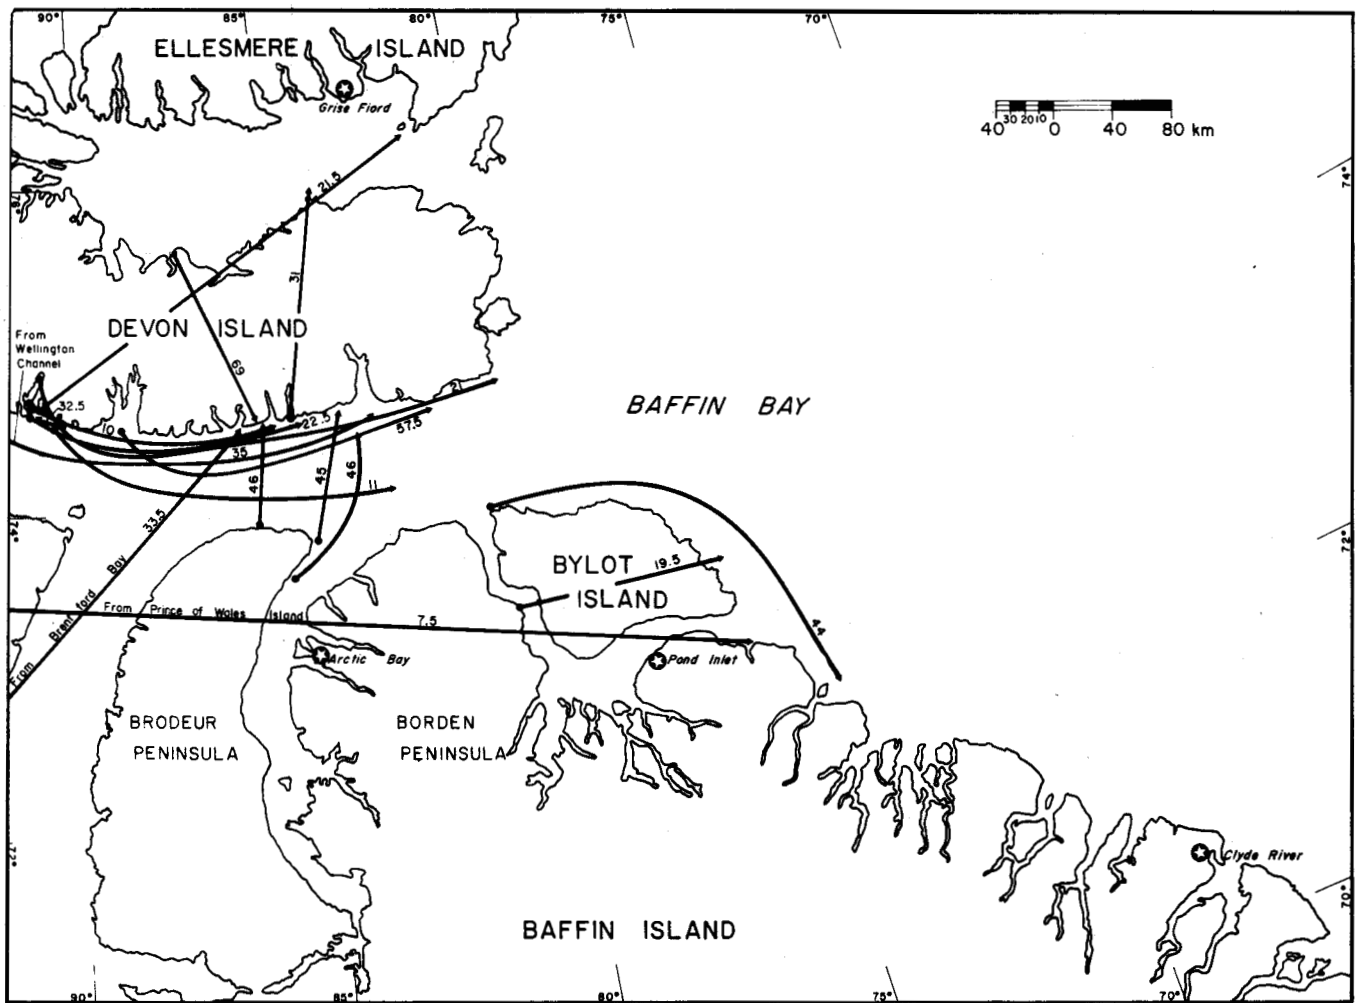 90° 85° 80° 75° 70°
ELLESMERE ISLAND
Grise Fiord
40 30 20 10 0 40 80 km
74°
76°
21.5
31
DEVON ISLAND
From
Wellington
Channel
69
32.5
10
22.5
21
57.5
35
BAFFIN BAY
46
45
46
11
33.5
74°
72°
BYLOT
19.5
ISLAND
From Brentford Bay
From Prince of Wales Island
7.5
44
Arctic Bay
Pond Inlet
BRODEUR
PENINSULA
BORDEN
PENINSULA
72°
Clyde River
70°
BAFFIN ISLAND
90° 85° 80° 75° 70°